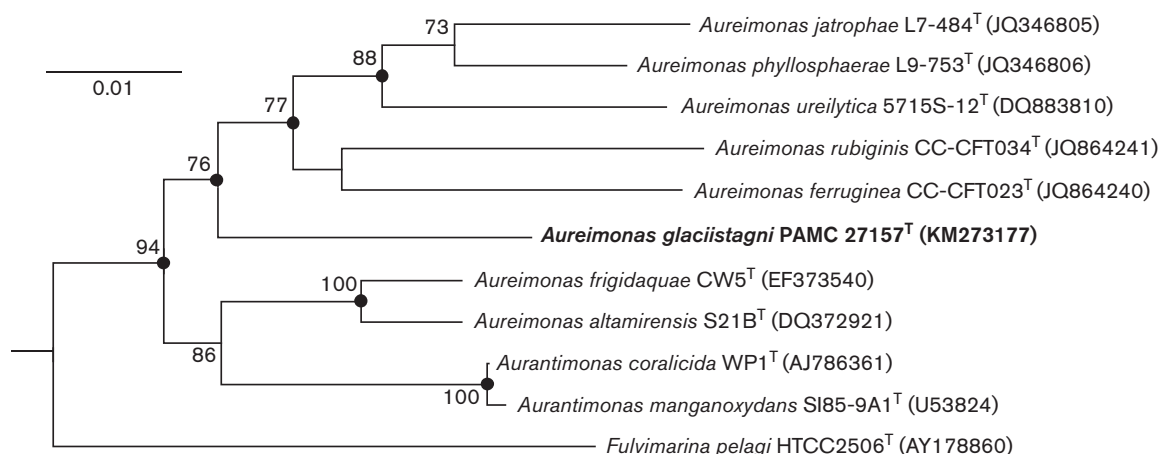 73
Aureimonas jatrophae L7-484ᵀ (JQ346805)
88
Aureimonas phyllosphaerae L9-753ᵀ (JQ346806)
0.01
77
Aureimonas ureilytica 5715S-12ᵀ (DQ883810)
76
Aureimonas rubiginis CC-CFT034ᵀ (JQ864241)
Aureimonas ferruginea CC-CFT023ᵀ (JQ864240)
94
Aureimonas glaciistagni PAMC 27157ᵀ (KM273177)
100
Aureimonas frigidaquae CW5ᵀ (EF373540)
Aureimonas altamirensis S21Bᵀ (DQ372921)
86
Aurantimonas coralicida WP1ᵀ (AJ786361)
100
Aurantimonas manganoxydans SI85-9A1ᵀ (U53824)
Fulvimarina pelagi HTCC2506ᵀ (AY178860)